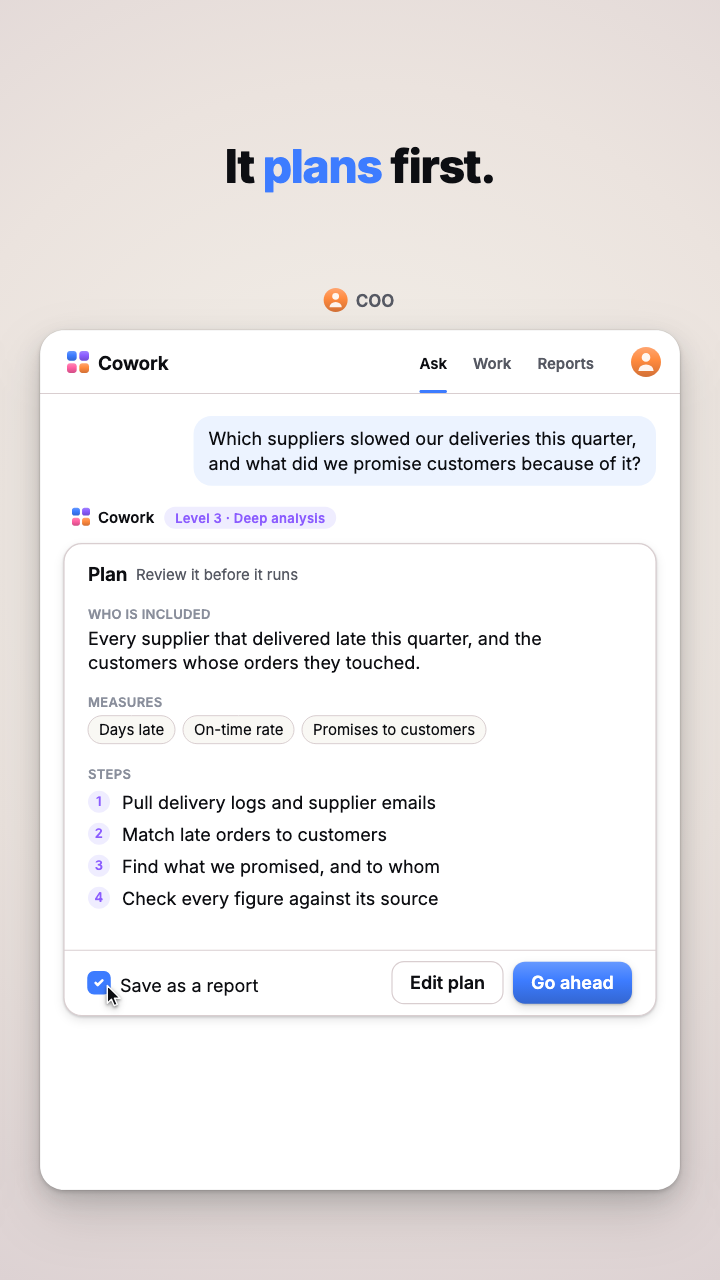 It plans first.
COO
Cowork
Ask Work Reports
Which suppliers slowed our deliveries this quarter,
and what did we promise customers because of it?
Cowork Level 3 · Deep analysis
Plan Review it before it runs
WHO IS INCLUDED
Every supplier that delivered late this quarter, and the
customers whose orders they touched.
MEASURES
Days late On-time rate Promises to customers
STEPS
1 Pull delivery logs and supplier emails
2 Match late orders to customers
3 Find what we promised, and to whom
4 Check every figure against its source
Save as a report Edit plan Go ahead